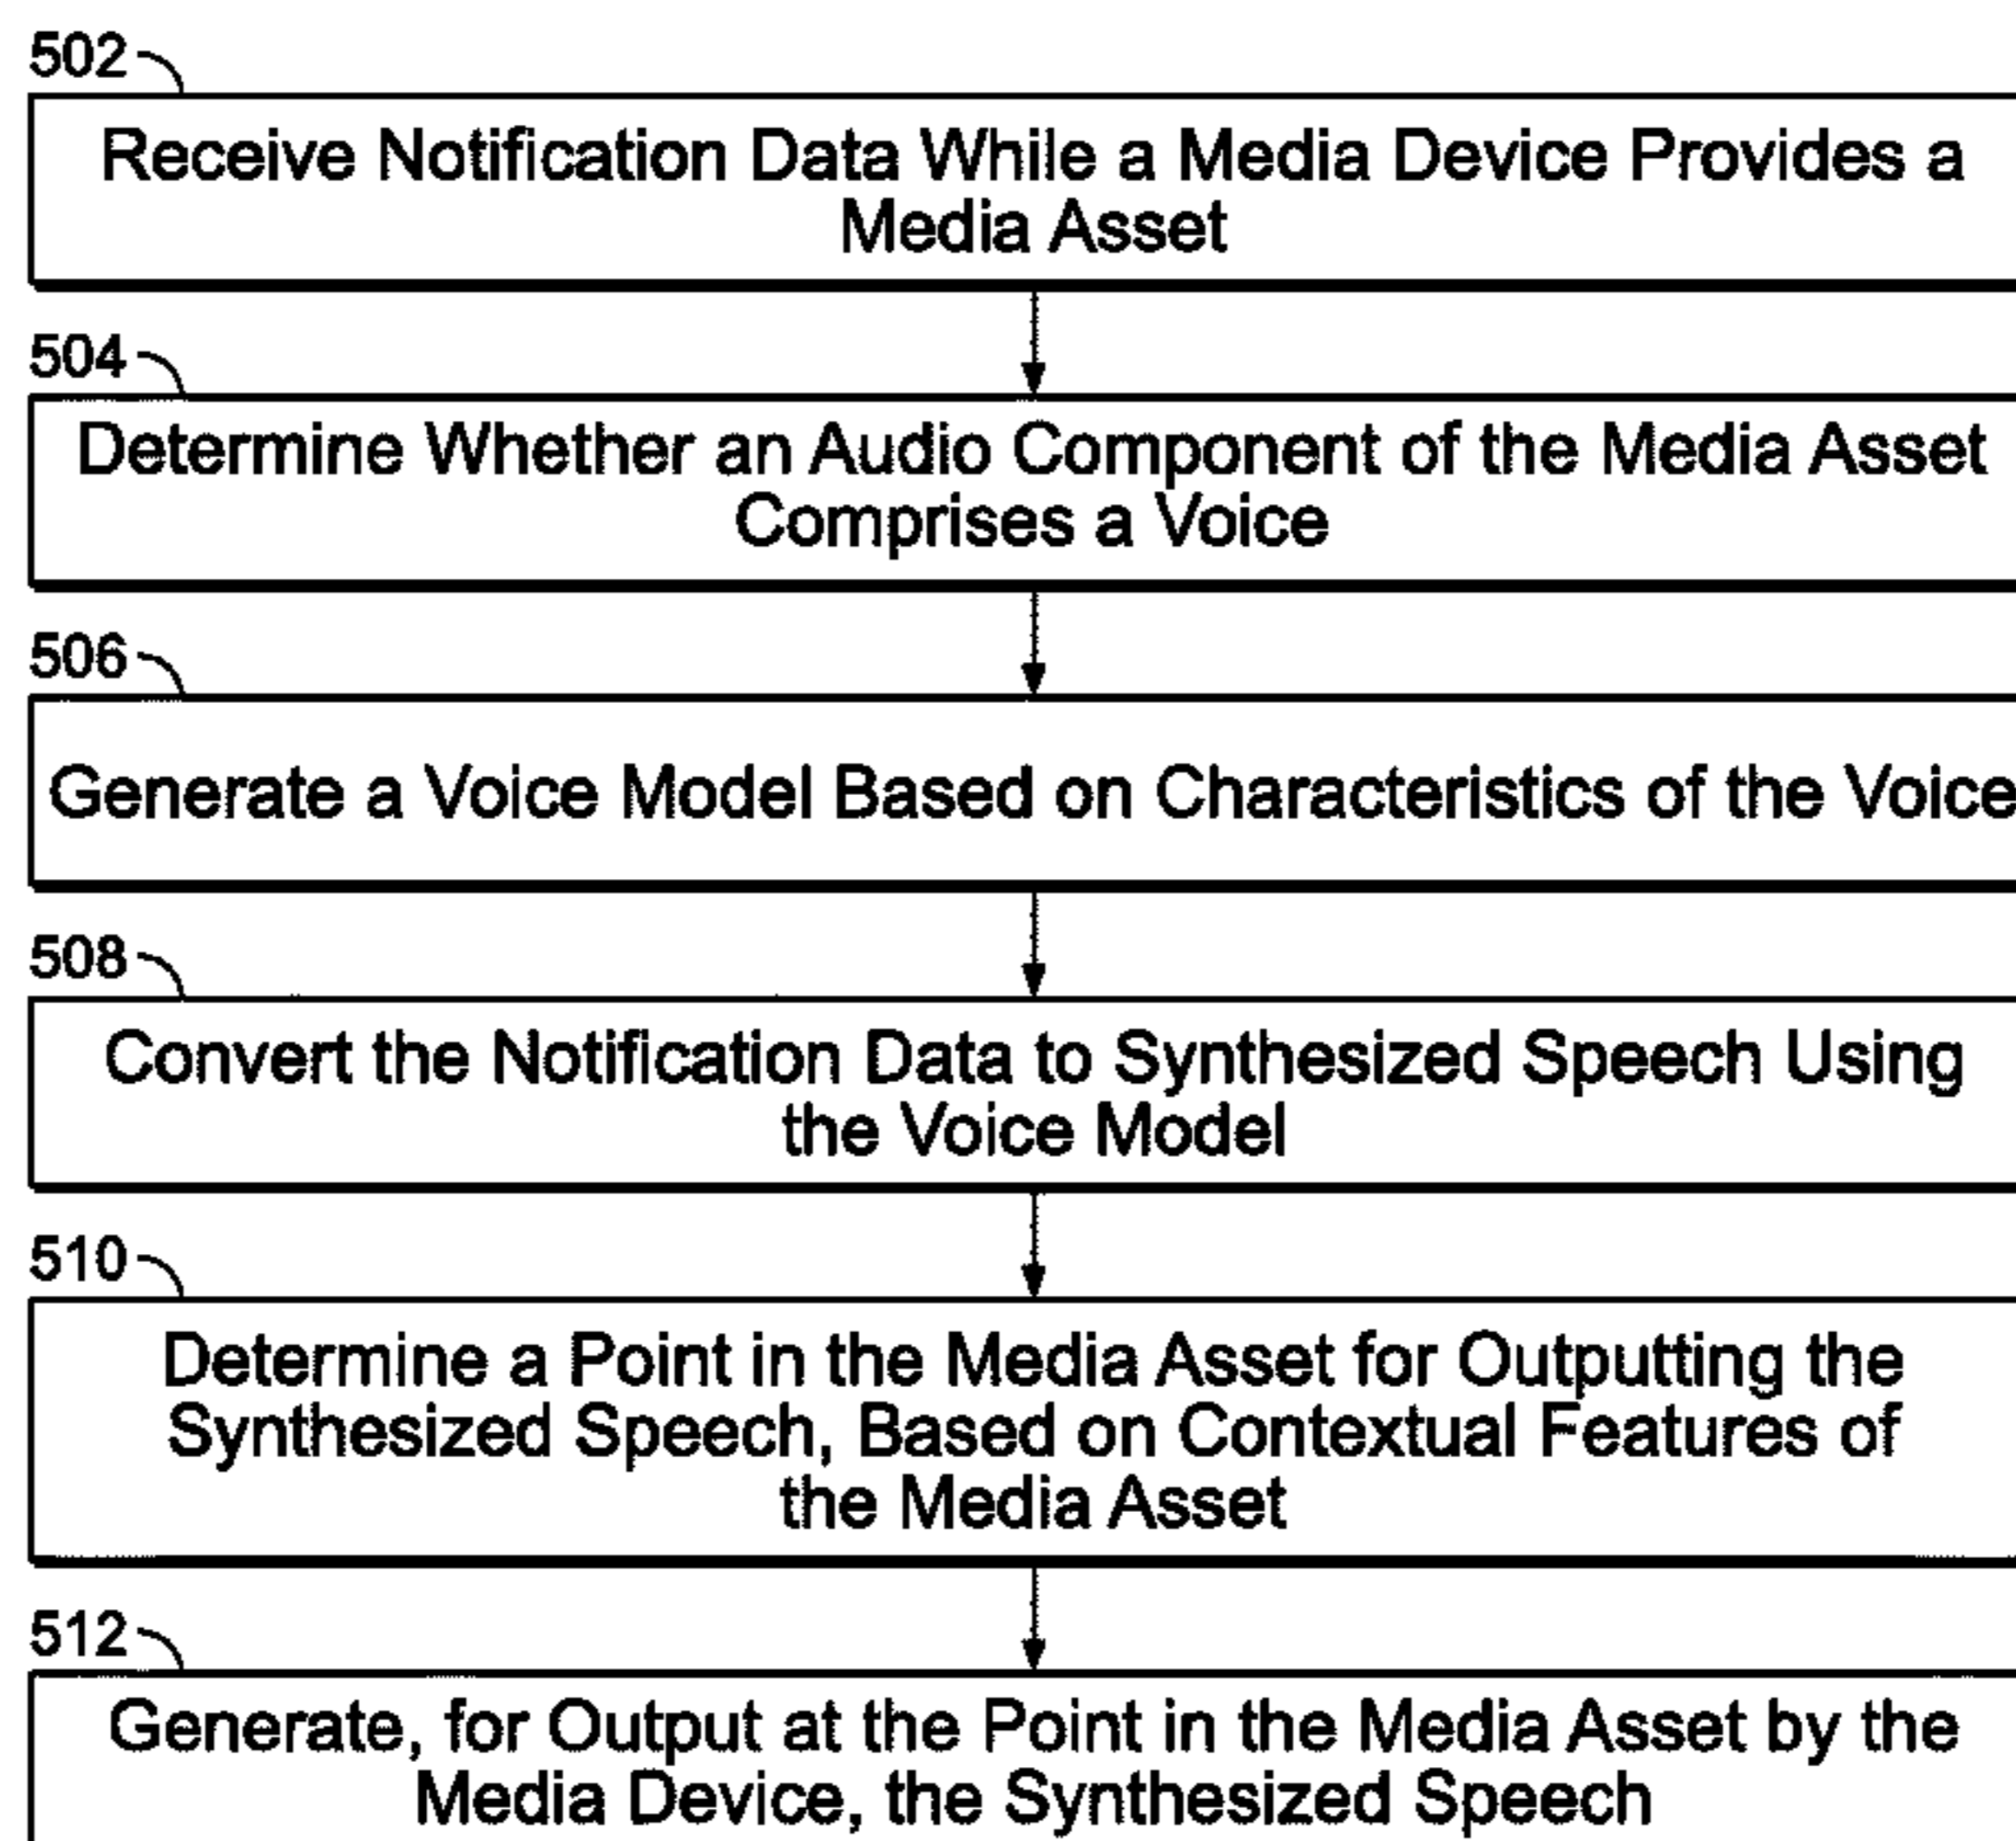 502
Receive Notification Data While a Media Device Provides a
Media Asset
504
Determine Whether an Audio Component of the Media Asset
Comprises a Voice
506
Generate a Voice Model Based on Characteristics of the Voice
508
Convert the Notification Data to Synthesized Speech Using
the Voice Model
510
Determine a Point in the Media Asset for Outputting the
Synthesized Speech, Based on Contextual Features of
the Media Asset
512
Generate, for Output at the Point in the Media Asset by the
Media Device, the Synthesized Speech